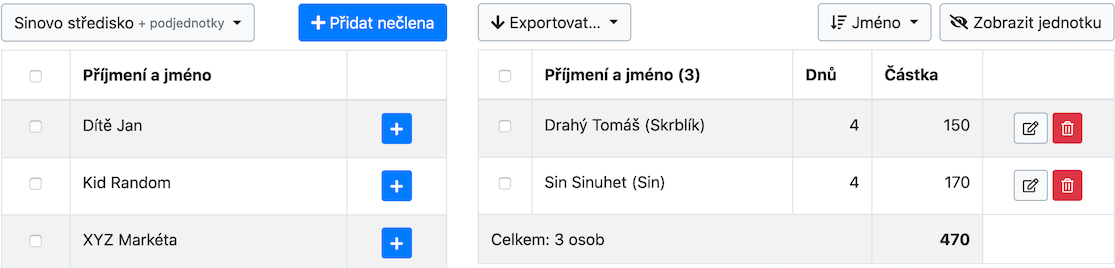 Sinovo středisko + podjednotky
Přidat nečlena
Příjmení a jméno
Dítě Jan
Kid Random
XYZ Markéta
Exportovat...
Jméno
Zobrazit jednotku
Příjmení a jméno (3) Dnů Částka
Drahý Tomáš (Skrblík) 4 150
Sin Sinuhet (Sin) 4 170
Celkem: 3 osob 470